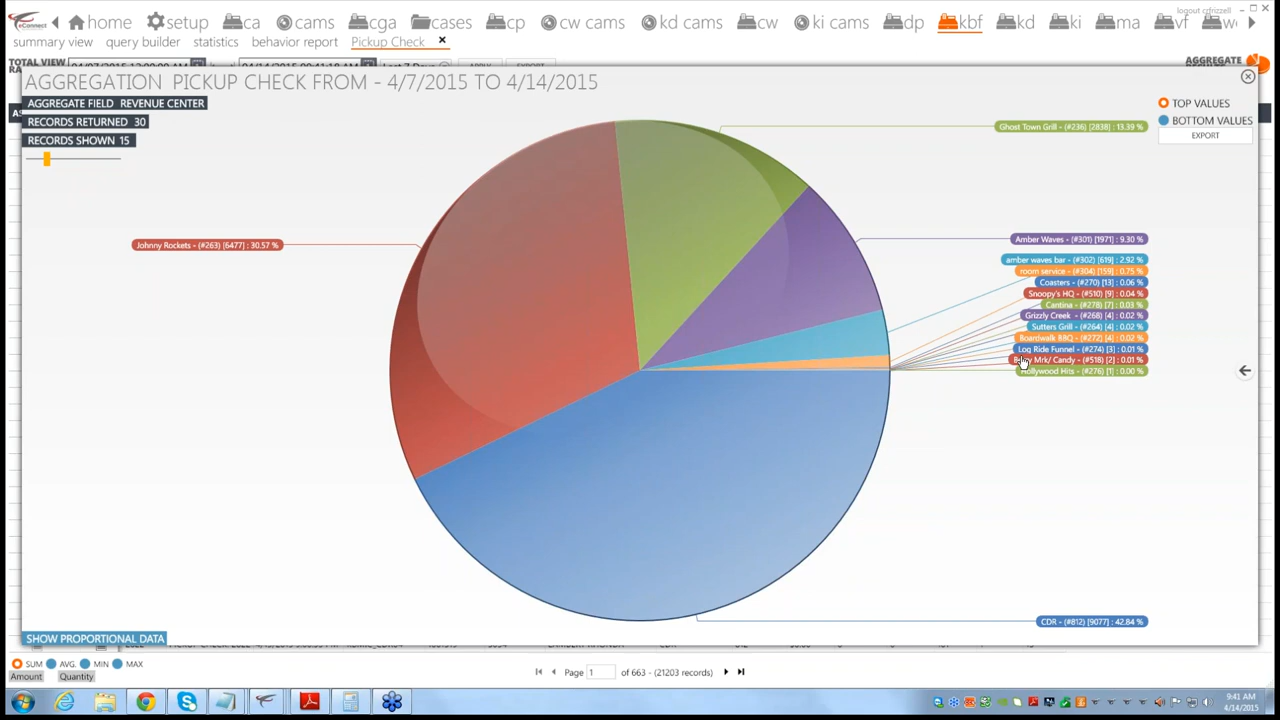 eConnect
home
setup
ca
cams
cga
cases
cp
cw cams
kd cams
cw
ki cams
dp
kbf
kd
ki
ma
vf
logout crfrizzell
summary view
query builder
statistics
behavior report
Pickup Check
TOTAL VIEW
AGGREGATE
AGGREGATION PICKUP CHECK FROM - 4/7/2015 TO 4/14/2015
AGGREGATE FIELD REVENUE CENTER
RECORDS RETURNED 30
RECORDS SHOWN 15
TOP VALUES
BOTTOM VALUES
EXPORT
Ghost Town Grill - (#236) [2838] : 13.39 %
Johnny Rockets - (#263) [6477] : 30.57 %
Amber Waves - (#301) [1971] : 9.30 %
amber waves bar - (#302) [619] : 2.92 %
room service - (#304) [159] : 0.75 %
Coasters - (#270) [13] : 0.06 %
Snoopy's HQ - (#510) [9] : 0.04 %
Cantina - (#278) [7] : 0.03 %
Grizzly Creek - (#268) [4] : 0.02 %
Sutters Grill - (#264) [4] : 0.02 %
Boardwalk BBQ - (#272) [4] : 0.02 %
Log Ride Funnel - (#274) [3] : 0.01 %
Mrk/ Candy - (#518) [2] : 0.01 %
Hollywood Hits - (#276) [1] : 0.00 %
CDR - (#812) [9077] : 42.84 %
SHOW PROPORTIONAL DATA
SUM AVG. MIN MAX
Amount Quantity
Page 1 of 663 - (21203 records)
9:41 AM
4/14/2015